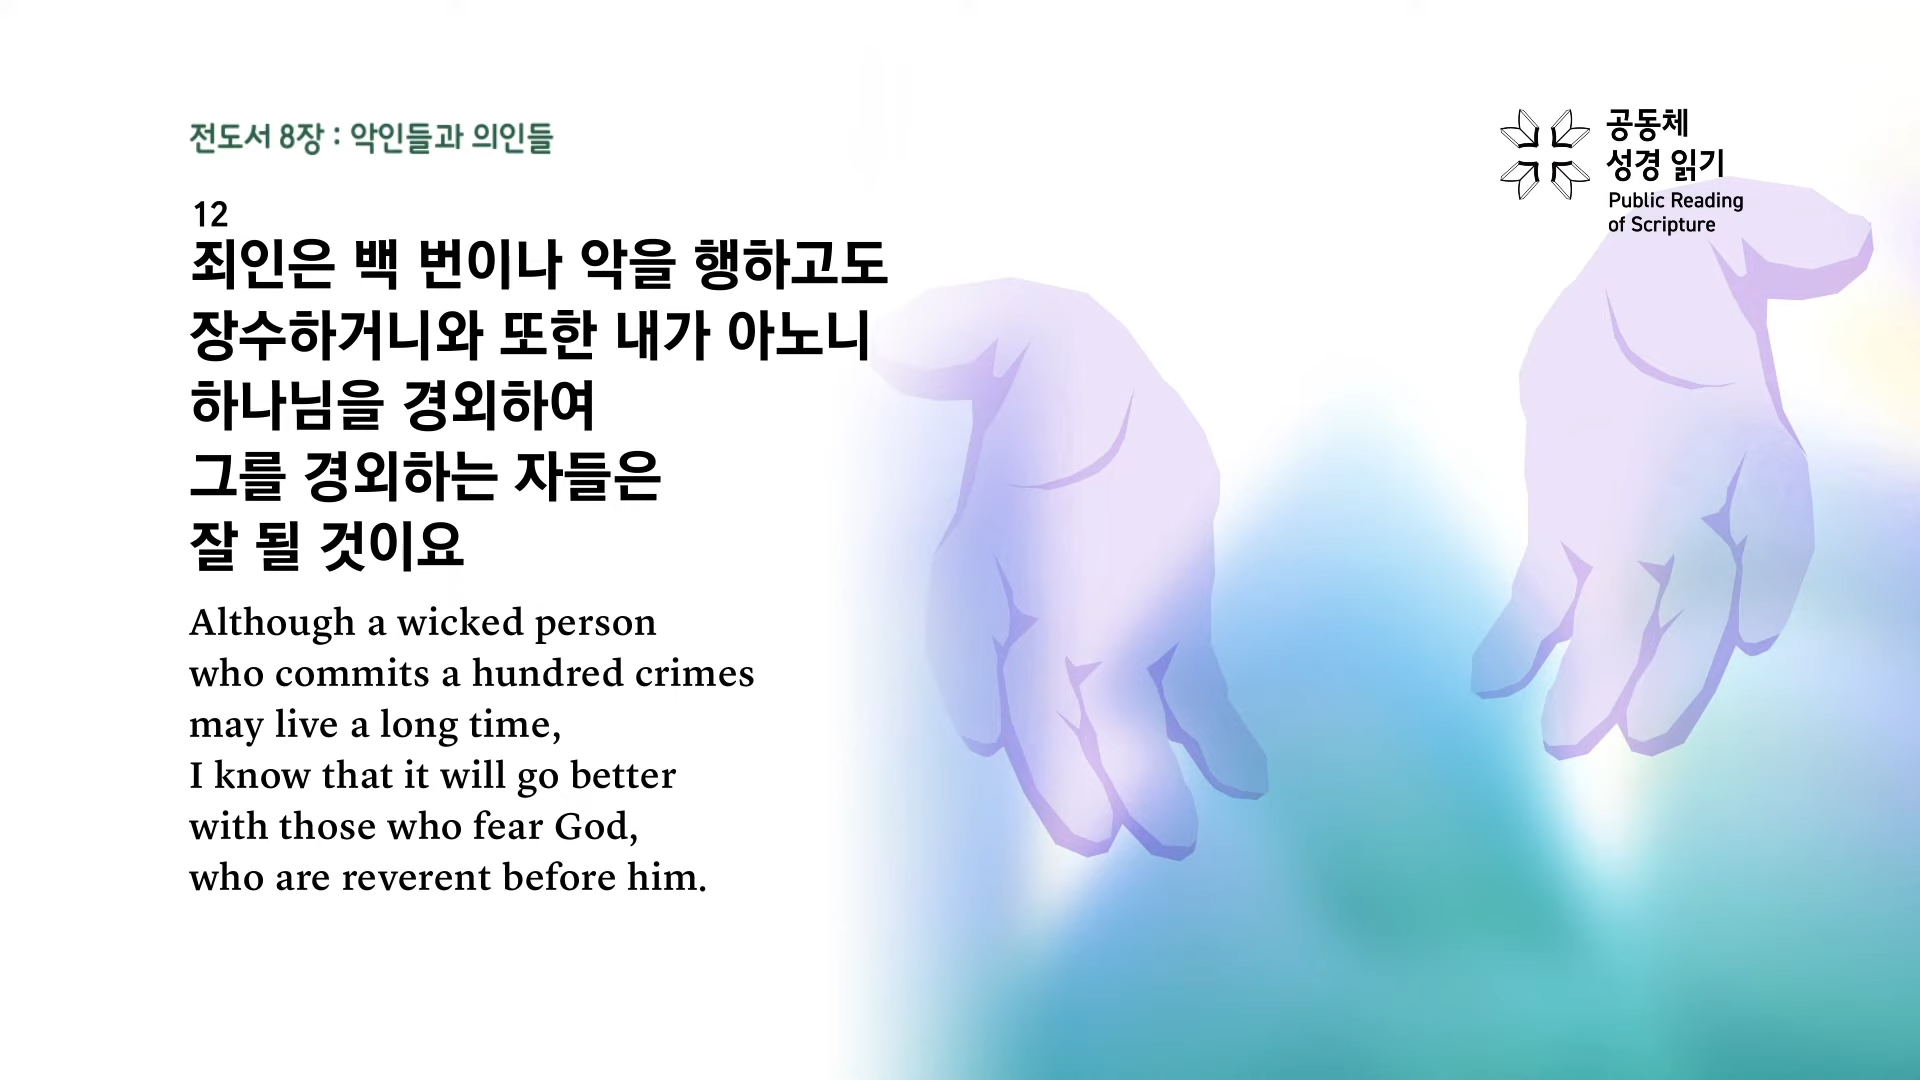 전도서 8장 : 악인들과 의인들
12
죄인은 백 번이나 악을 행하고도
장수하거니와 또한 내가 아노니
하나님을 경외하여
그를 경외하는 자들은
잘 될 것이요
Although a wicked person
who commits a hundred crimes
may live a long time,
I know that it will go better
with those who fear God,
who are reverent before him.
공동체
성경 읽기
Public Reading
of Scripture